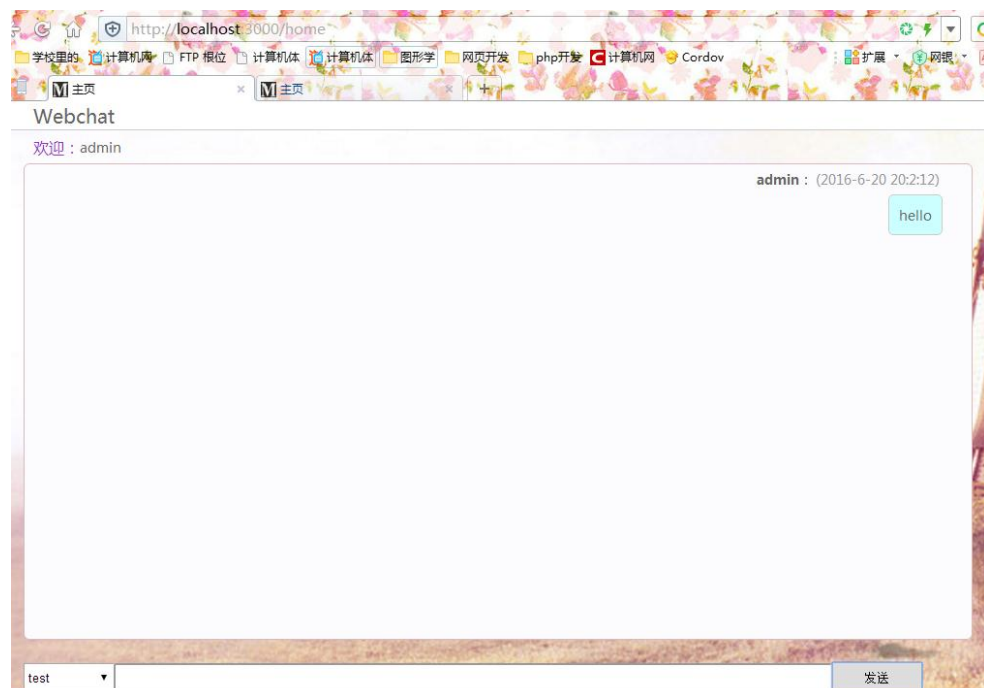 http://localhost:3000/home
学校里的 计算机库 FTP 根位 计算机体 计算机体 图形学 网页开发 php开发 计算机网 Cordov 扩展 网银
主页 主页
Webchat
欢迎：admin
admin： (2016-6-20 20:2:12)
hello
test 发送